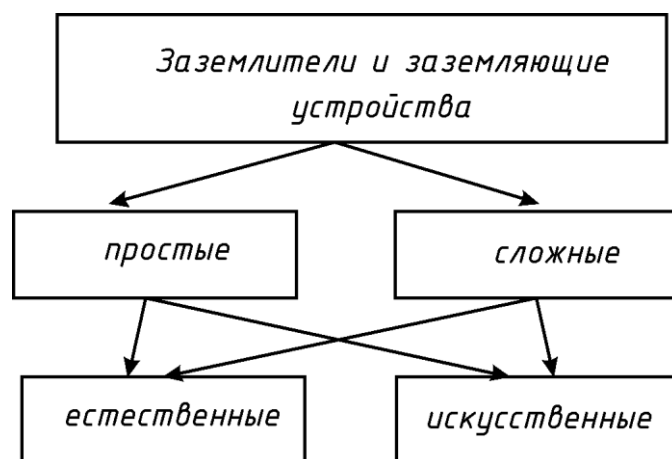 Заземлители и заземляющие
устройства
простые
сложные
естественные
искусственные